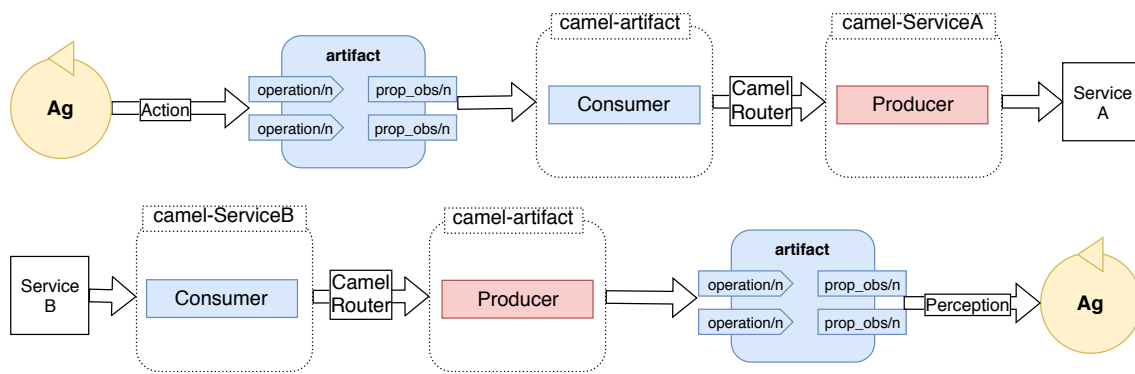 camel-artifact
camel-ServiceA
artifact
Ag
Action
operation/n
prop_obs/n
operation/n
prop_obs/n
Consumer
Camel
Router
Producer
Service
A
camel-ServiceB
camel-artifact
artifact
Service
B
Consumer
Camel
Router
Producer
operation/n
prop_obs/n
operation/n
prop_obs/n
Perception
Ag